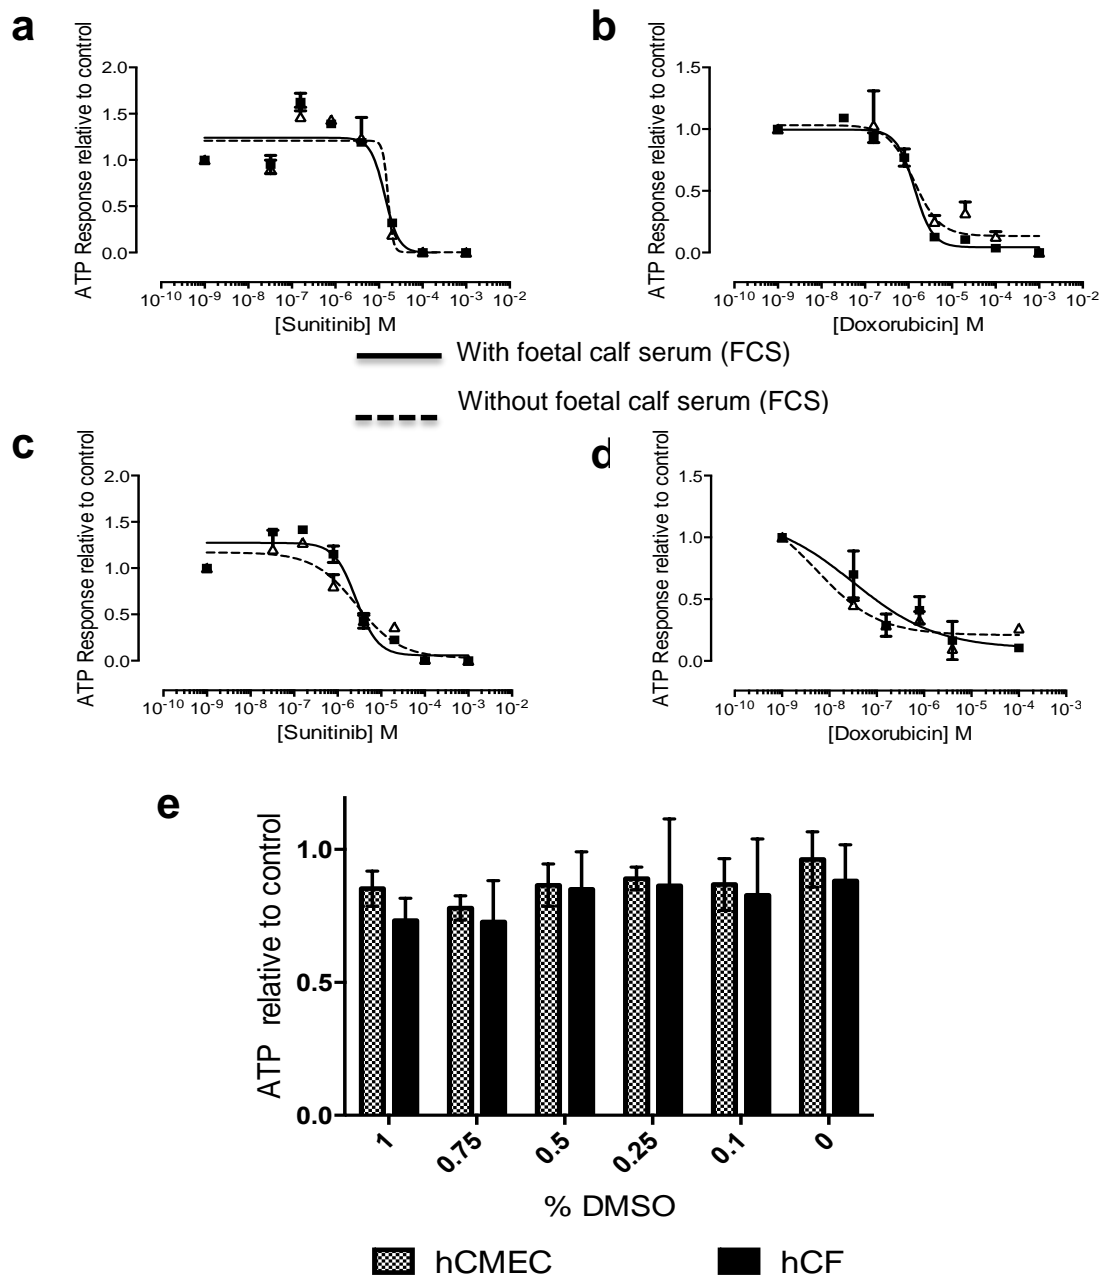 a
b
ATP Response relative to control
2.0
1.5
1.0
0.5
0.0
10-10 10-9 10-8 10-7 10-6 10-5 10-4 10-3 10-2
[Sunitinib] M
ATP Response relative to control
1.5
1.0
0.5
0.0
10-10 10-9 10-8 10-7 10-6 10-5 10-4 10-3 10-2
[Doxorubicin] M
With foetal calf serum (FCS)
Without foetal calf serum (FCS)
c
d
ATP Response relative to control
2.0
1.5
1.0
0.5
0.0
10-10 10-9 10-8 10-7 10-6 10-5 10-4 10-3 10-2
[Sunitinib] M
ATP Response relative to control
1.5
1.0
0.5
0.0
10-10 10-9 10-8 10-7 10-6 10-5 10-4 10-3
[Doxorubicin] M
e
ATP relative to control
1.0
0.5
0.0
1 0.75 0.5 0.25 0.1 0
% DMSO
hCMEC hCF